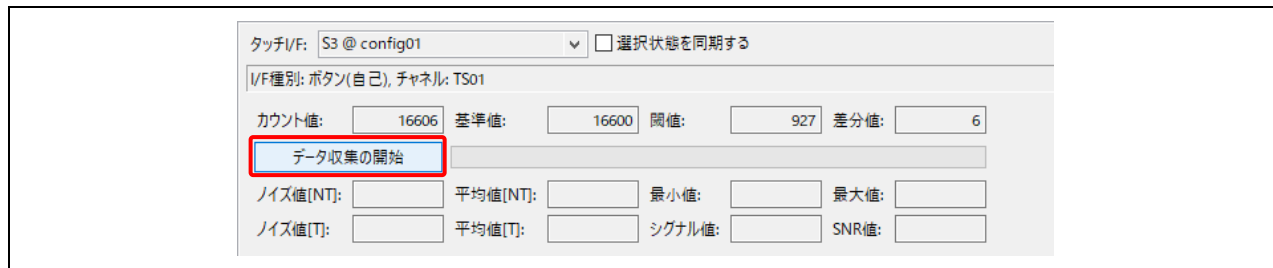 タッチI/F: S3 @ config01 選択状態を同期する
I/F種別: ボタン(自己), チャネル: TS01
カウント値: 16606 基準値: 16600 閾値: 927 差分値: 6
データ収集の開始
ノイズ値[NT]: 平均値[NT]: 最小値: 最大値:
ノイズ値[T]: 平均値[T]: シグナル値: SNR値: